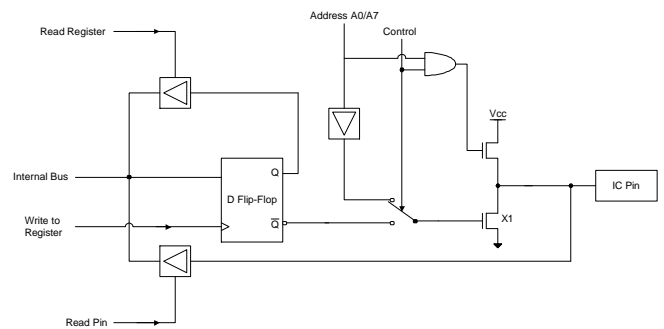 Address A0/A7
Read Register
Control
Vcc
Internal Bus
Q
D Flip-Flop
IC Pin
Write to
Register
Q
X1
Read Pin